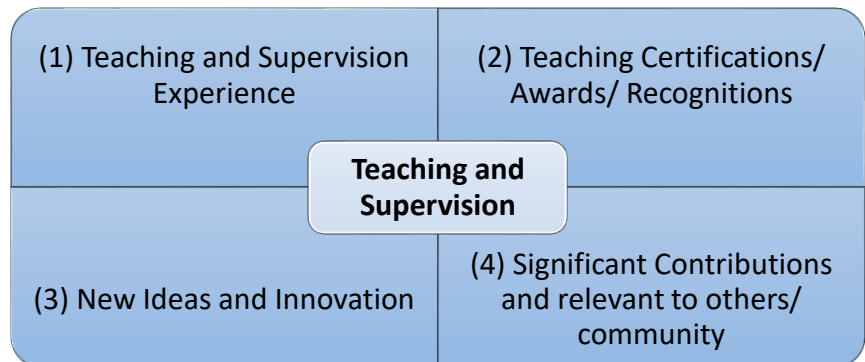 (1) Teaching and Supervision
Experience
(2) Teaching Certifications/
Awards/ Recognitions
Teaching and
Supervision
(3) New Ideas and Innovation
(4) Significant Contributions
and relevant to others/
community